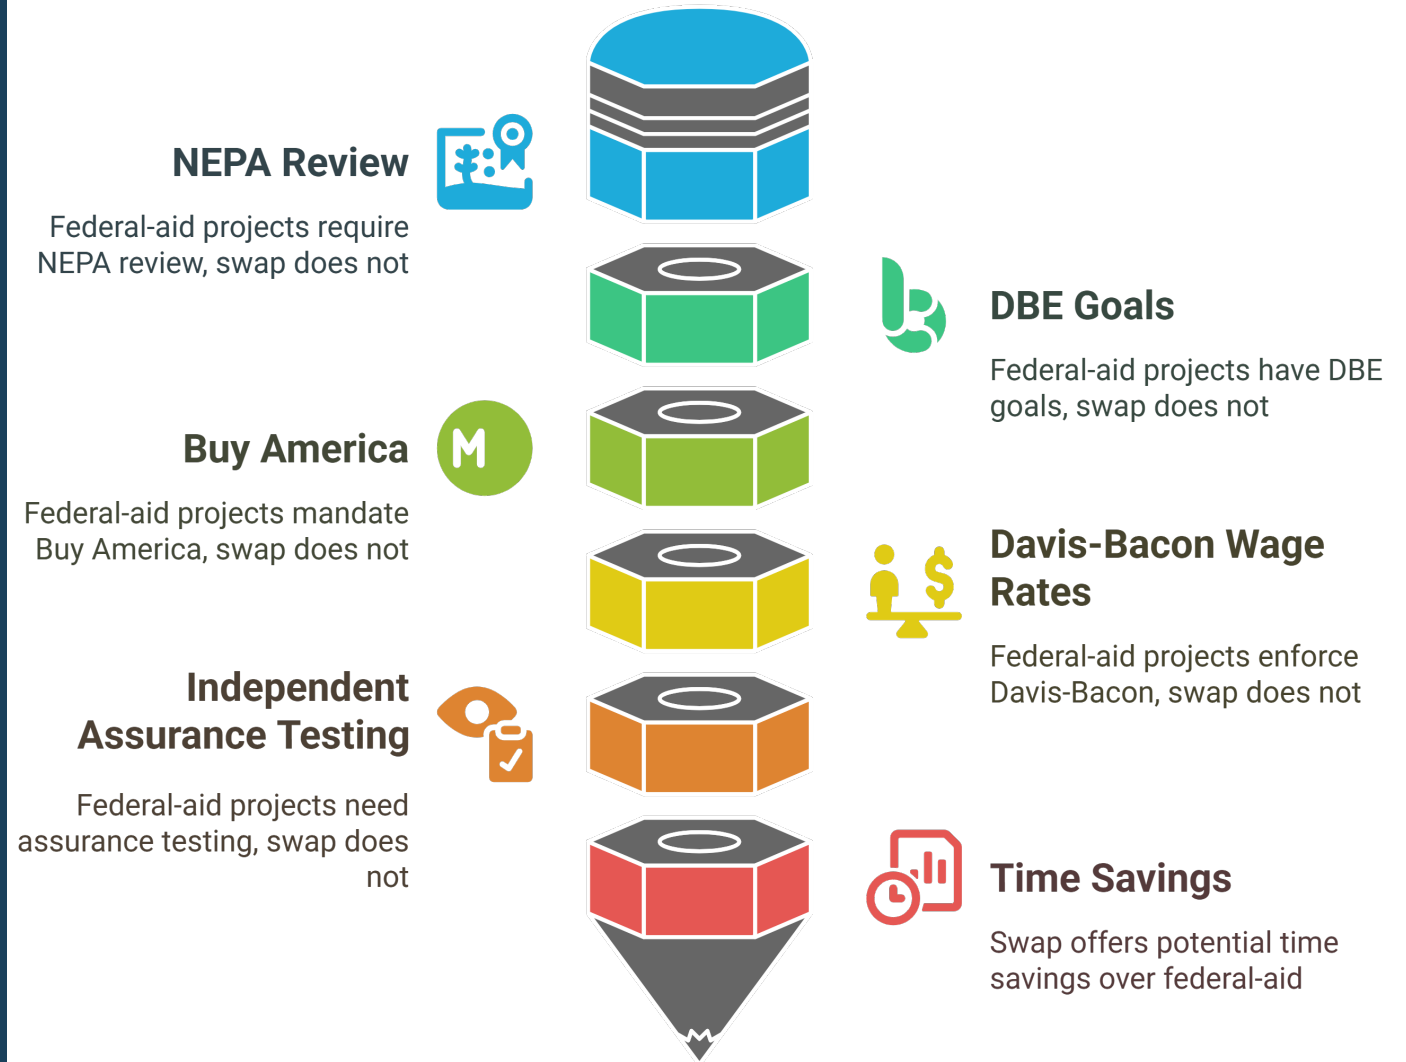 NEPA Review
Federal-aid projects require
NEPA review, swap does not
DBE Goals
Federal-aid projects have DBE
goals, swap does not
Buy America
M
Federal-aid projects mandate
Buy America, swap does not
Davis-Bacon Wage
Rates
Federal-aid projects enforce
Davis-Bacon, swap does not
Independent
Assurance Testing
Federal-aid projects need
assurance testing, swap does
not
Time Savings
Swap offers potential time
savings over federal-aid